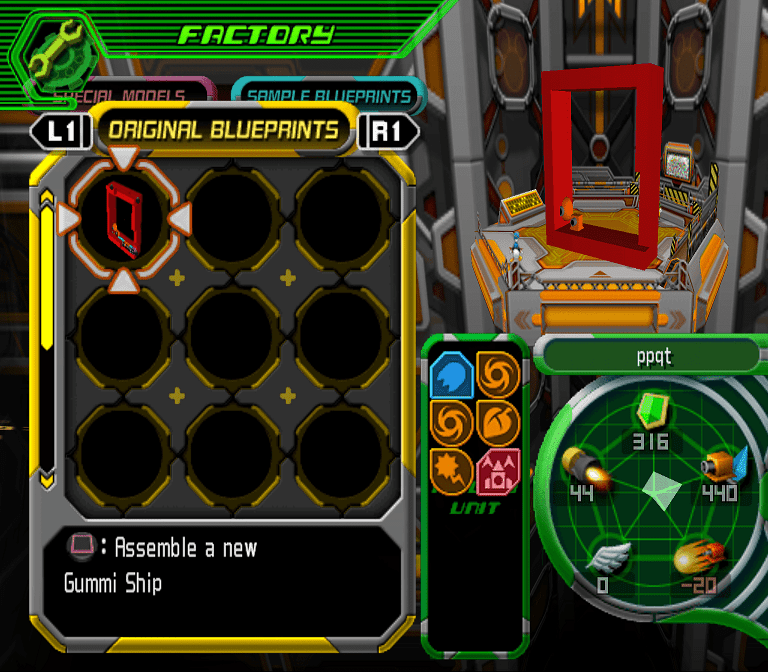 FACTORY
SPECIAL MODELS
SAMPLE BLUEPRINTS
L1
ORIGINAL BLUEPRINTS
R1
ppqt
316
44
440
0
-20
UNIT
: Assemble a new
Gummi Ship